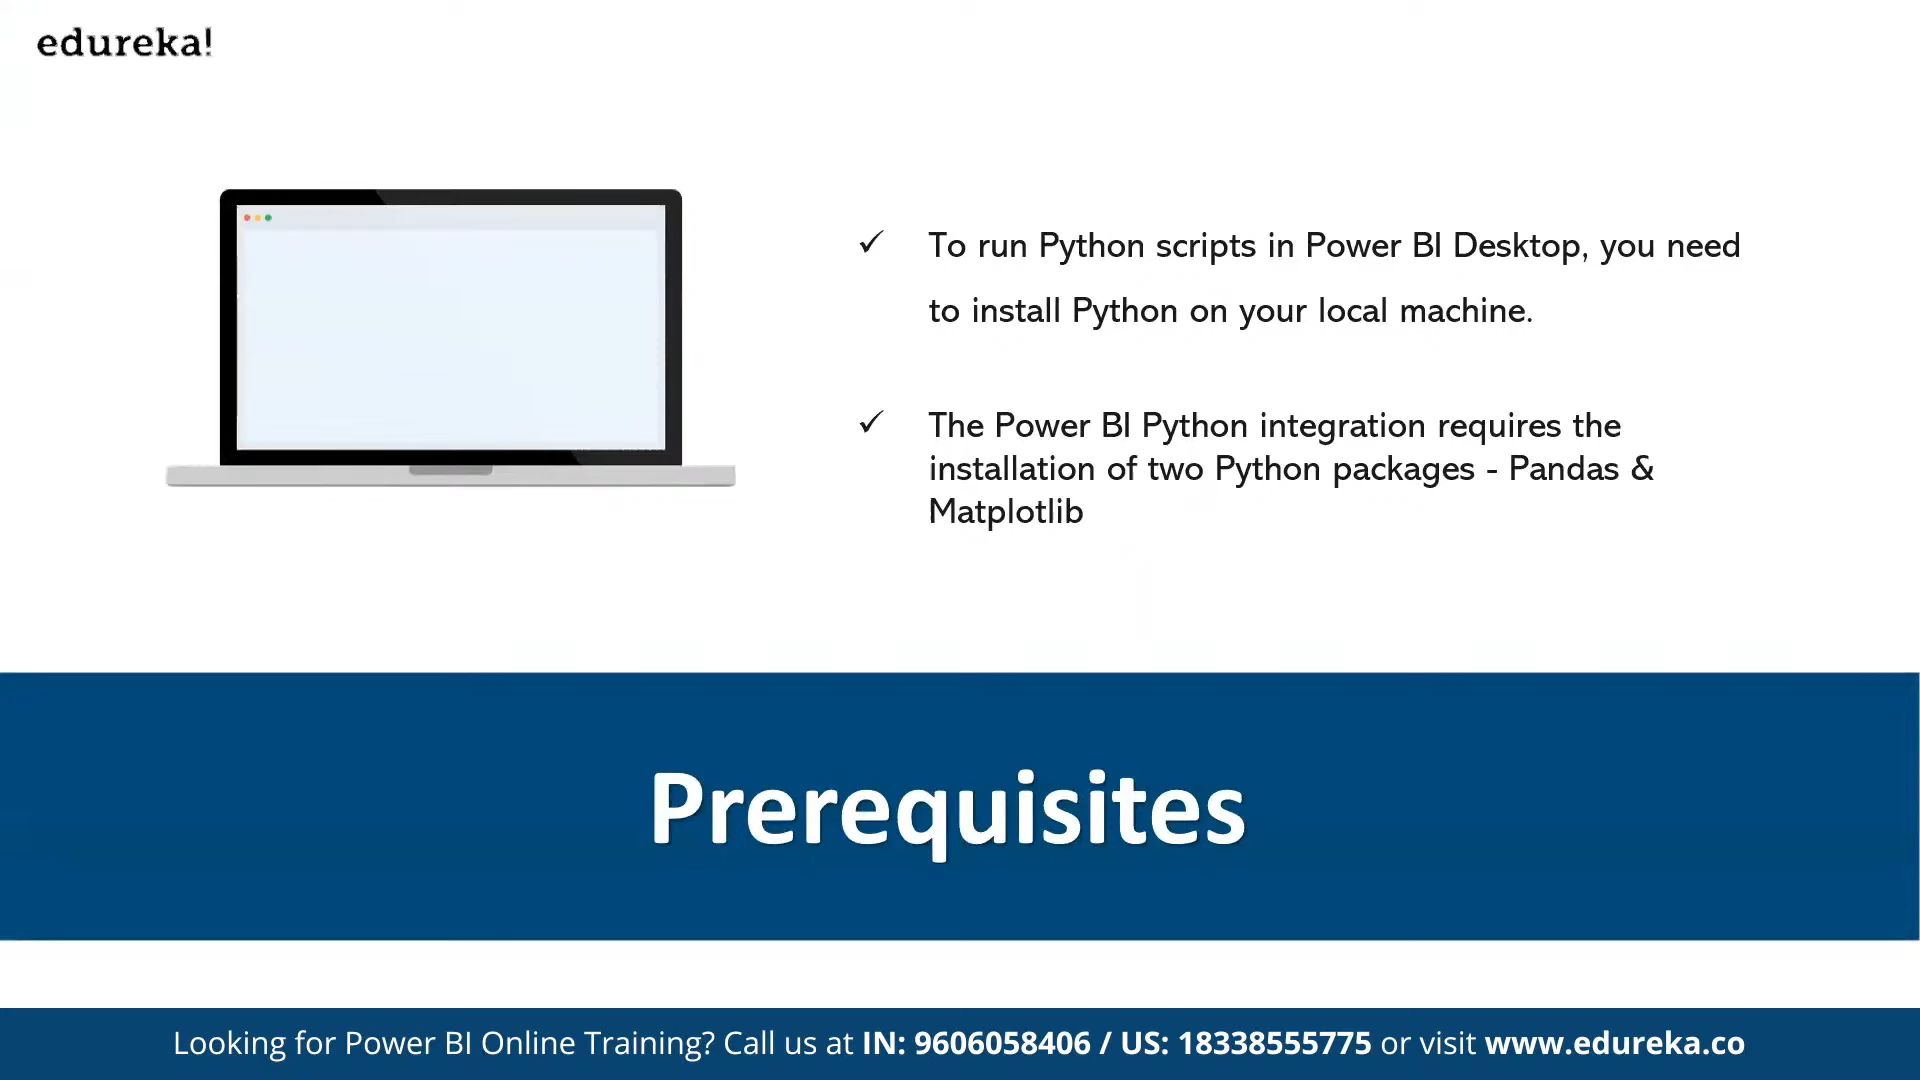 edureka!
✓ To run Python scripts in Power BI Desktop, you need
to install Python on your local machine.
✓ The Power BI Python integration requires the
installation of two Python packages - Pandas &
Matplotlib
Prerequisites
Looking for Power BI Online Training? Call us at IN: 9606058406 / US: 18338555775 or visit www.edureka.co